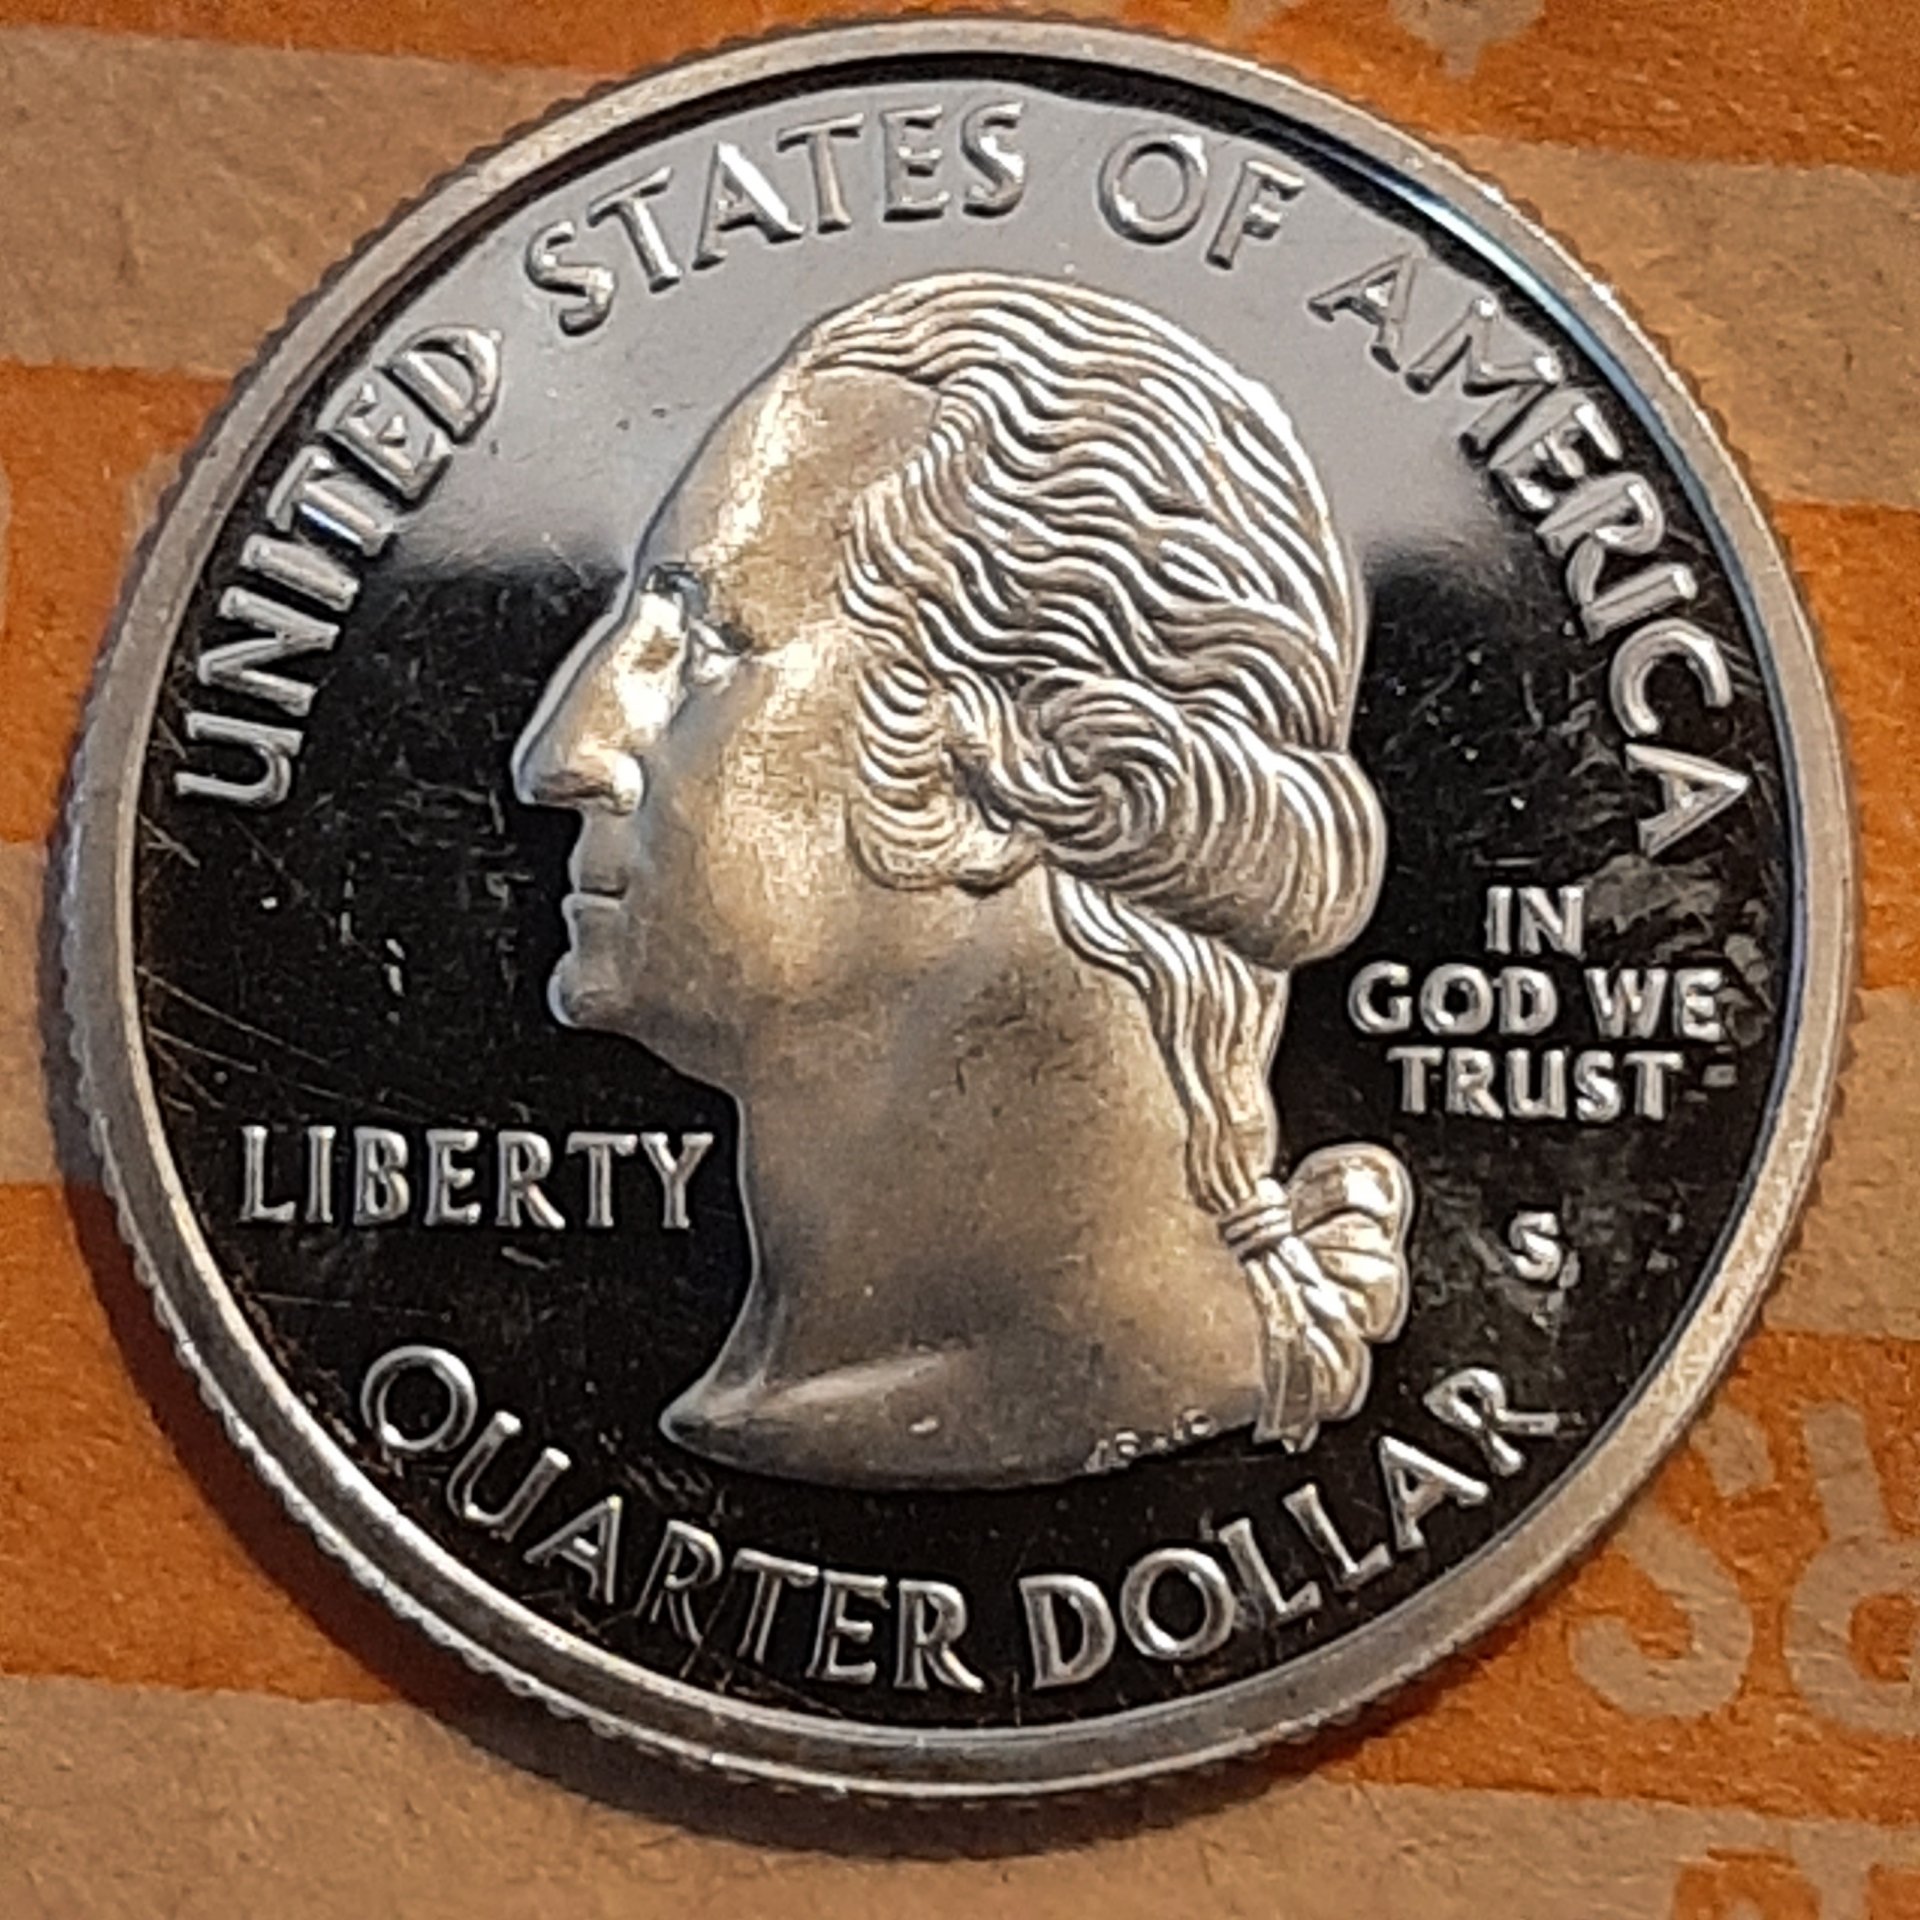 UNITED STATES OF AMERICA
IN
GOD WE
TRUST
LIBERTY
S
QUARTER DOLLAR